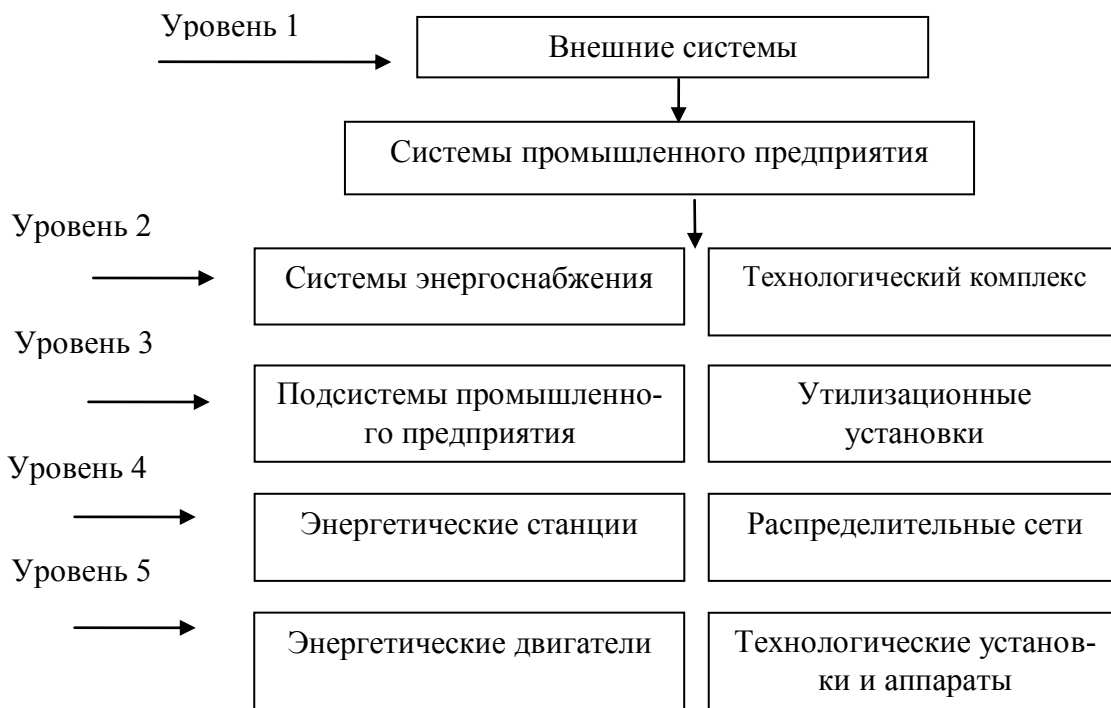 Уровень 1
Внешние системы
Системы промышленного предприятия
Уровень 2
Системы энергоснабжения
Технологический комплекс
Уровень 3
Подсистемы промышленно-
го предприятия
Утилизационные
установки
Уровень 4
Энергетические станции
Распределительные сети
Уровень 5
Энергетические двигатели
Технологические установ-
ки и аппараты